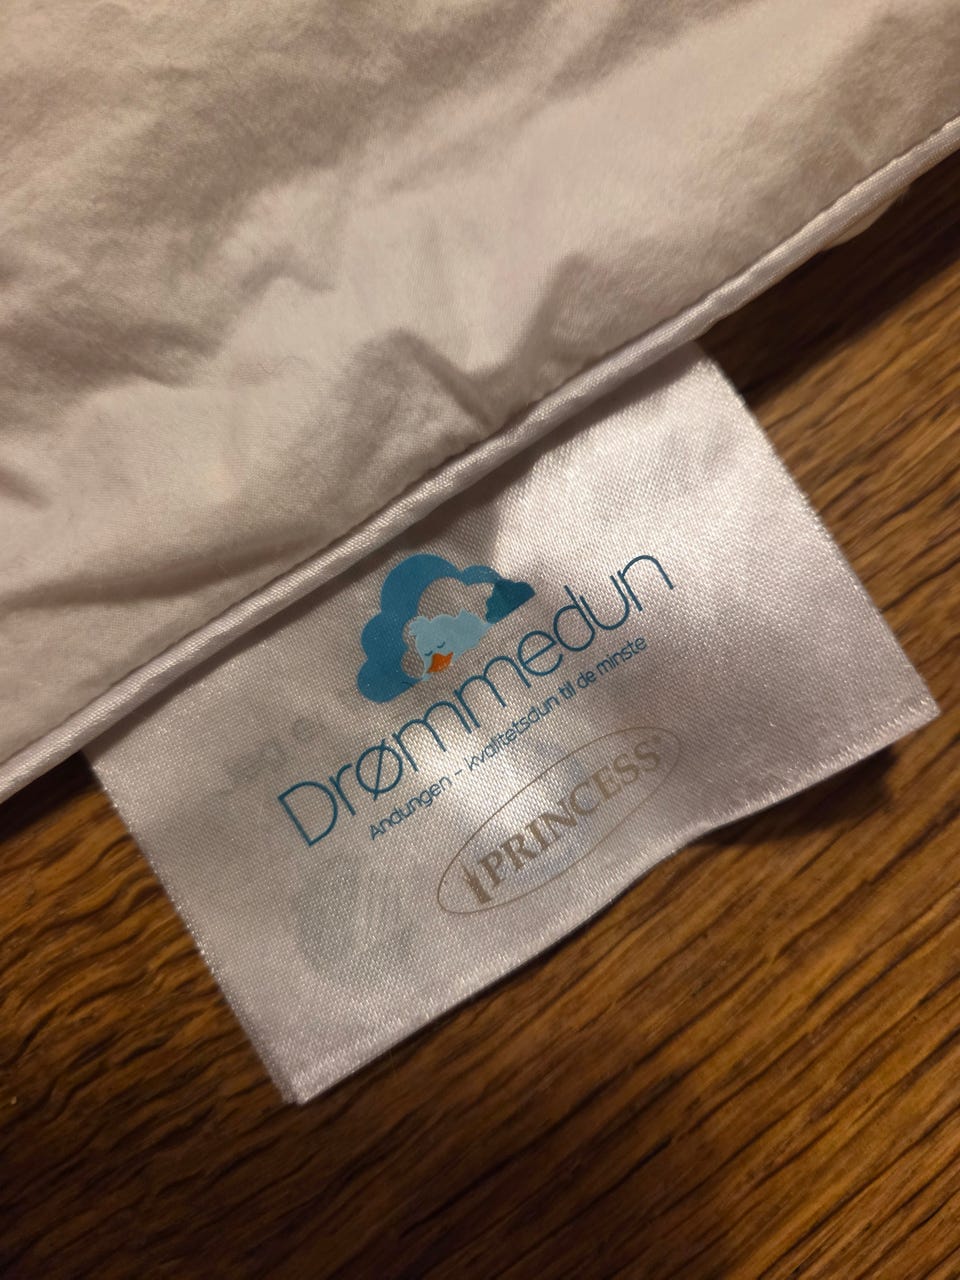 Drømmedun
Andungen - kvalitetsdun til de minste
PRINCESS